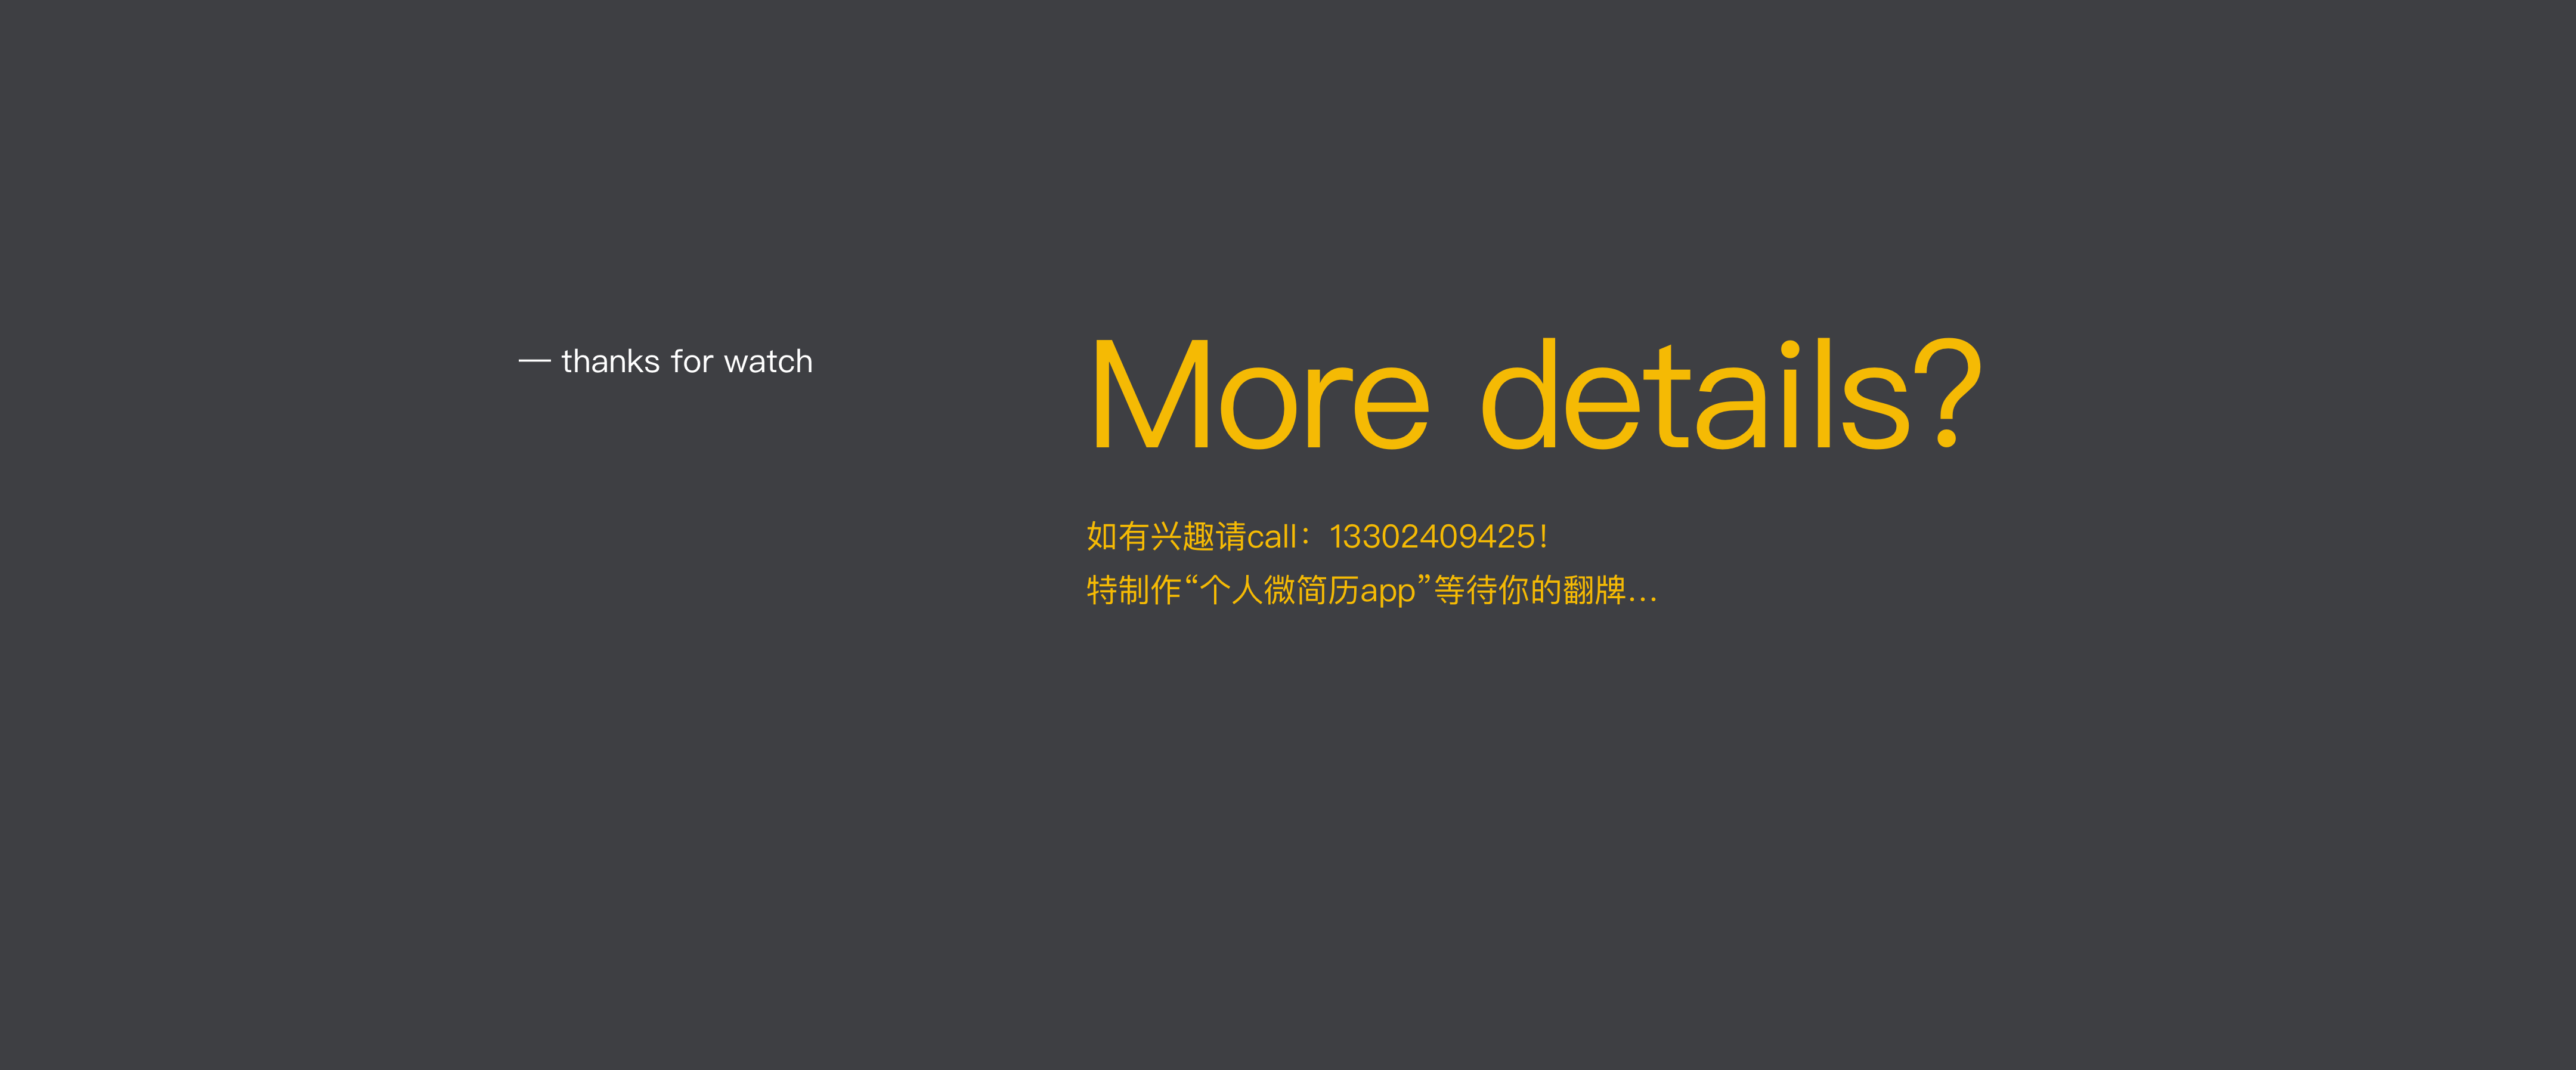 — thanks for watch
More details?
如有兴趣请call：13302409425！
特制作“个人微简历app”等待你的翻牌...